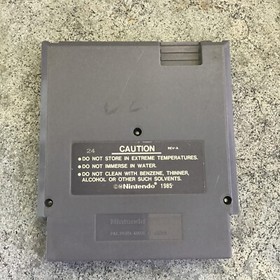 24 CAUTION REV-A
• DO NOT STORE IN EXTREME TEMPERATURES.
• DO NOT IMMERSE IN WATER.
• DO NOT CLEAN WITH BENZENE, THINNER,
ALCOHOL OR OTHER SUCH SOLVENTS.
©®Nintendo® 1985
Nintendo